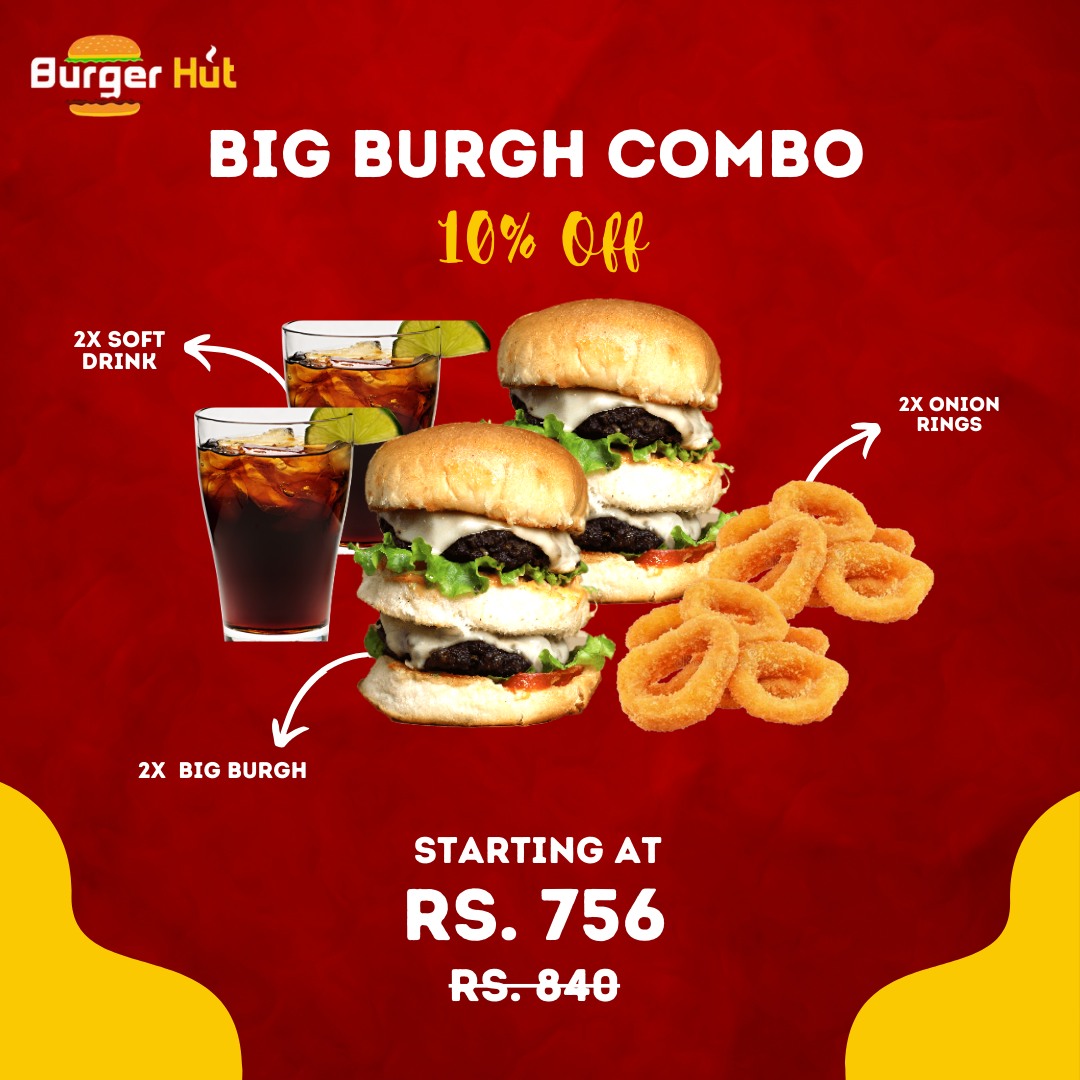 Burger Hut
BIG BURGH COMBO
10% Off
2X SOFT
DRINK
2X ONION
RINGS
2X BIG BURGH
STARTING AT
RS. 756
RS. 840